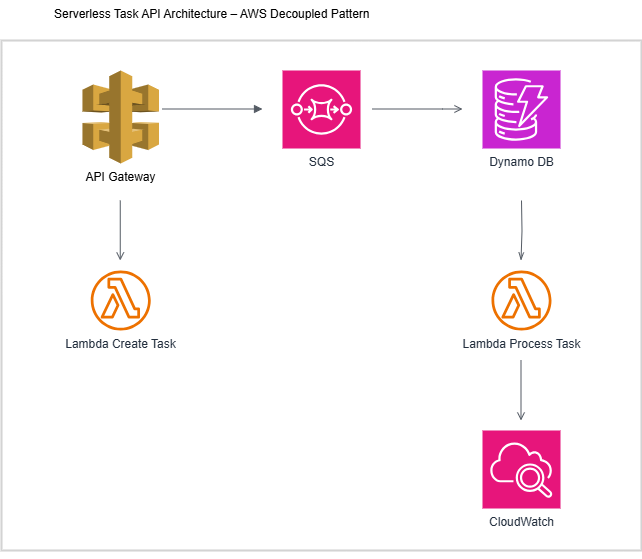 Serverless Task API Architecture – AWS Decoupled Pattern
API Gateway
SQS
Dynamo DB
Lambda Create Task
Lambda Process Task
CloudWatch